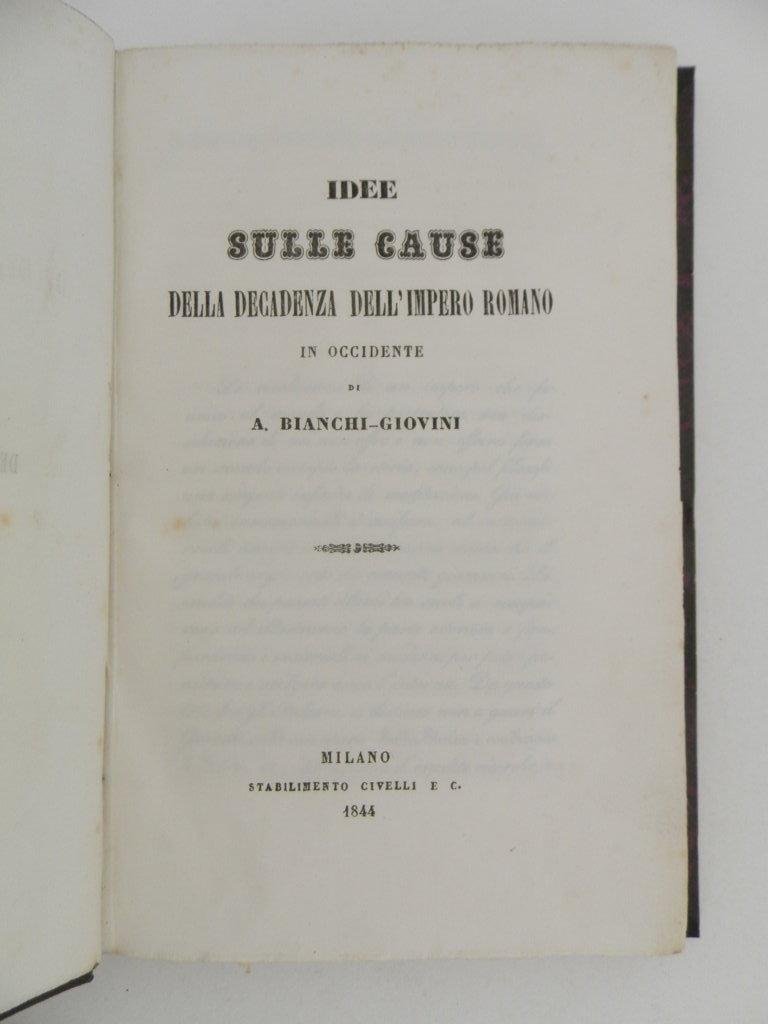 IDEE
SULLE CAUSE
DELLA DECADENZA DELL'IMPERO ROMANO
IN OCCIDENTE
DI
A. BIANCHI-GIOVINI
MILANO
STABILIMENTO CIVELLI E C.
1844